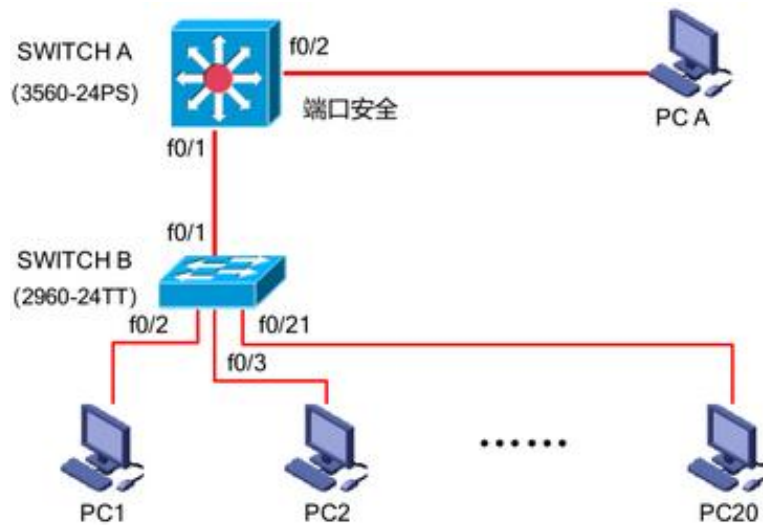 SWITCH A
(3560-24PS)
f0/2
端口安全
PC A
f0/1
f0/1
SWITCH B
(2960-24TT)
f0/2
f0/21
f0/3
······
PC1
PC2
PC20